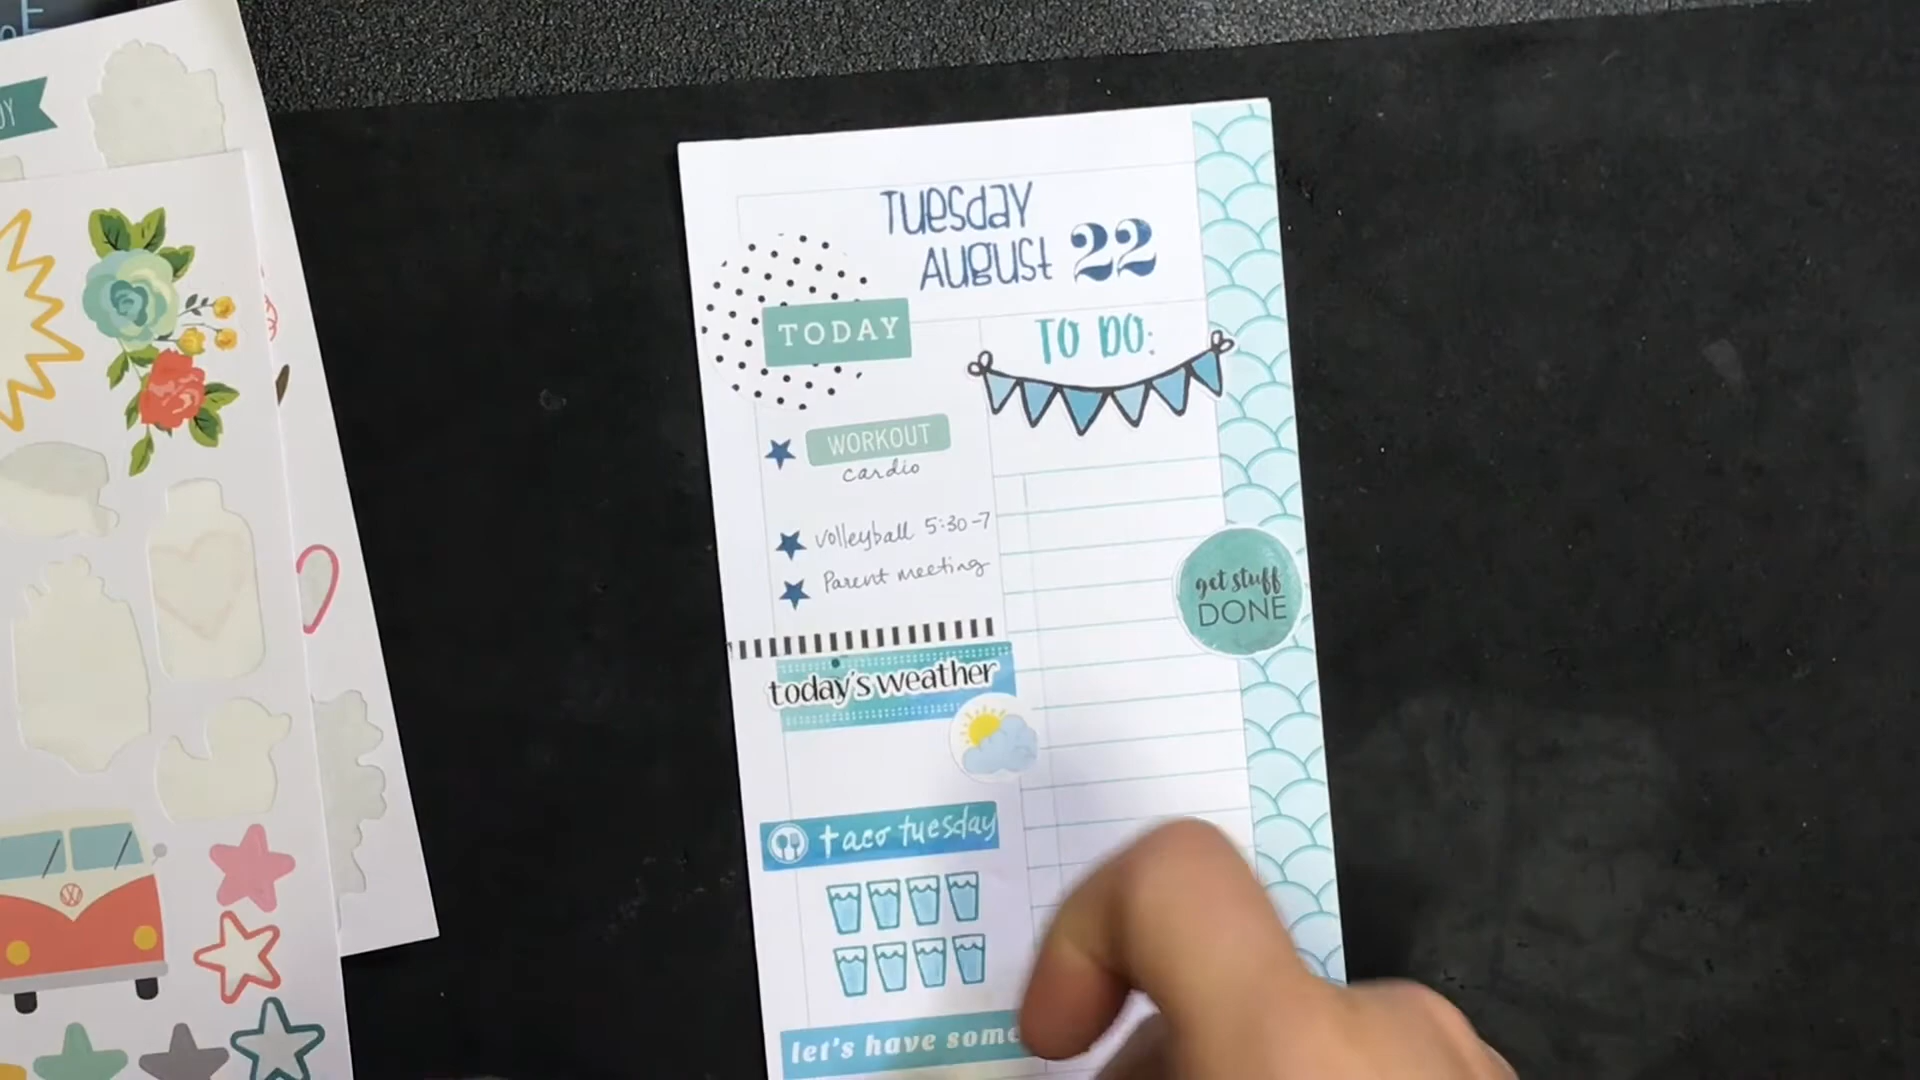 TUESDAY
AUGUST 22
TODAY
TO DO:
WORKOUT
cardio
volleyball 5:30-7
Parent meeting
get stuff
DONE
today's weather
taco tuesday
let's have some